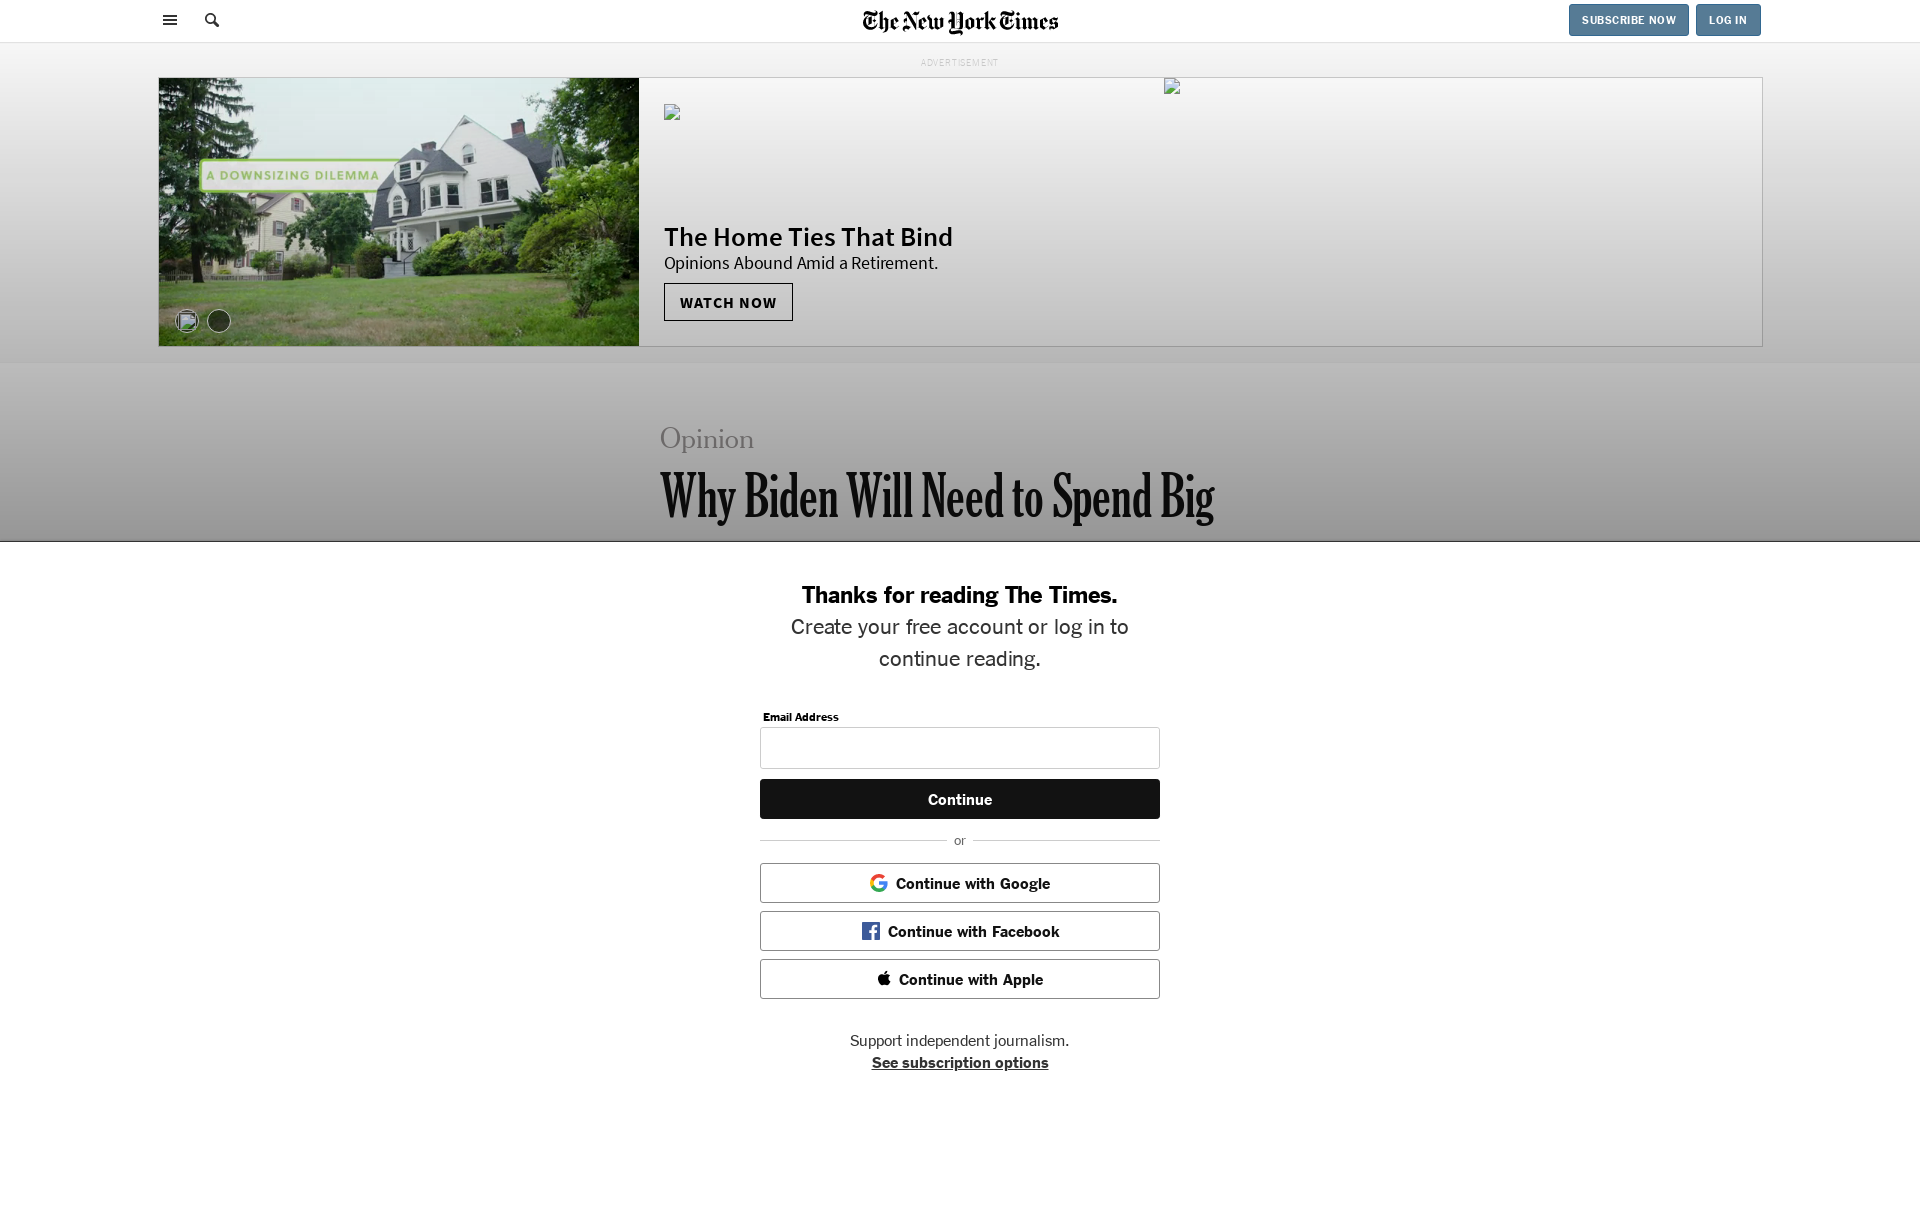 The New York Times
SUBSCRIBE NOW
LOG IN
ADVERTISEMENT
A DOWNSIZING DILEMMA
The Home Ties That Bind
Opinions Abound Amid a Retirement.
WATCH NOW
Opinion
Why Biden Will Need to Spend Big
Thanks for reading The Times.
Create your free account or log in to
continue reading.
Email Address
Continue
or
Continue with Google
Continue with Facebook
Continue with Apple
Support independent journalism.
See subscription options